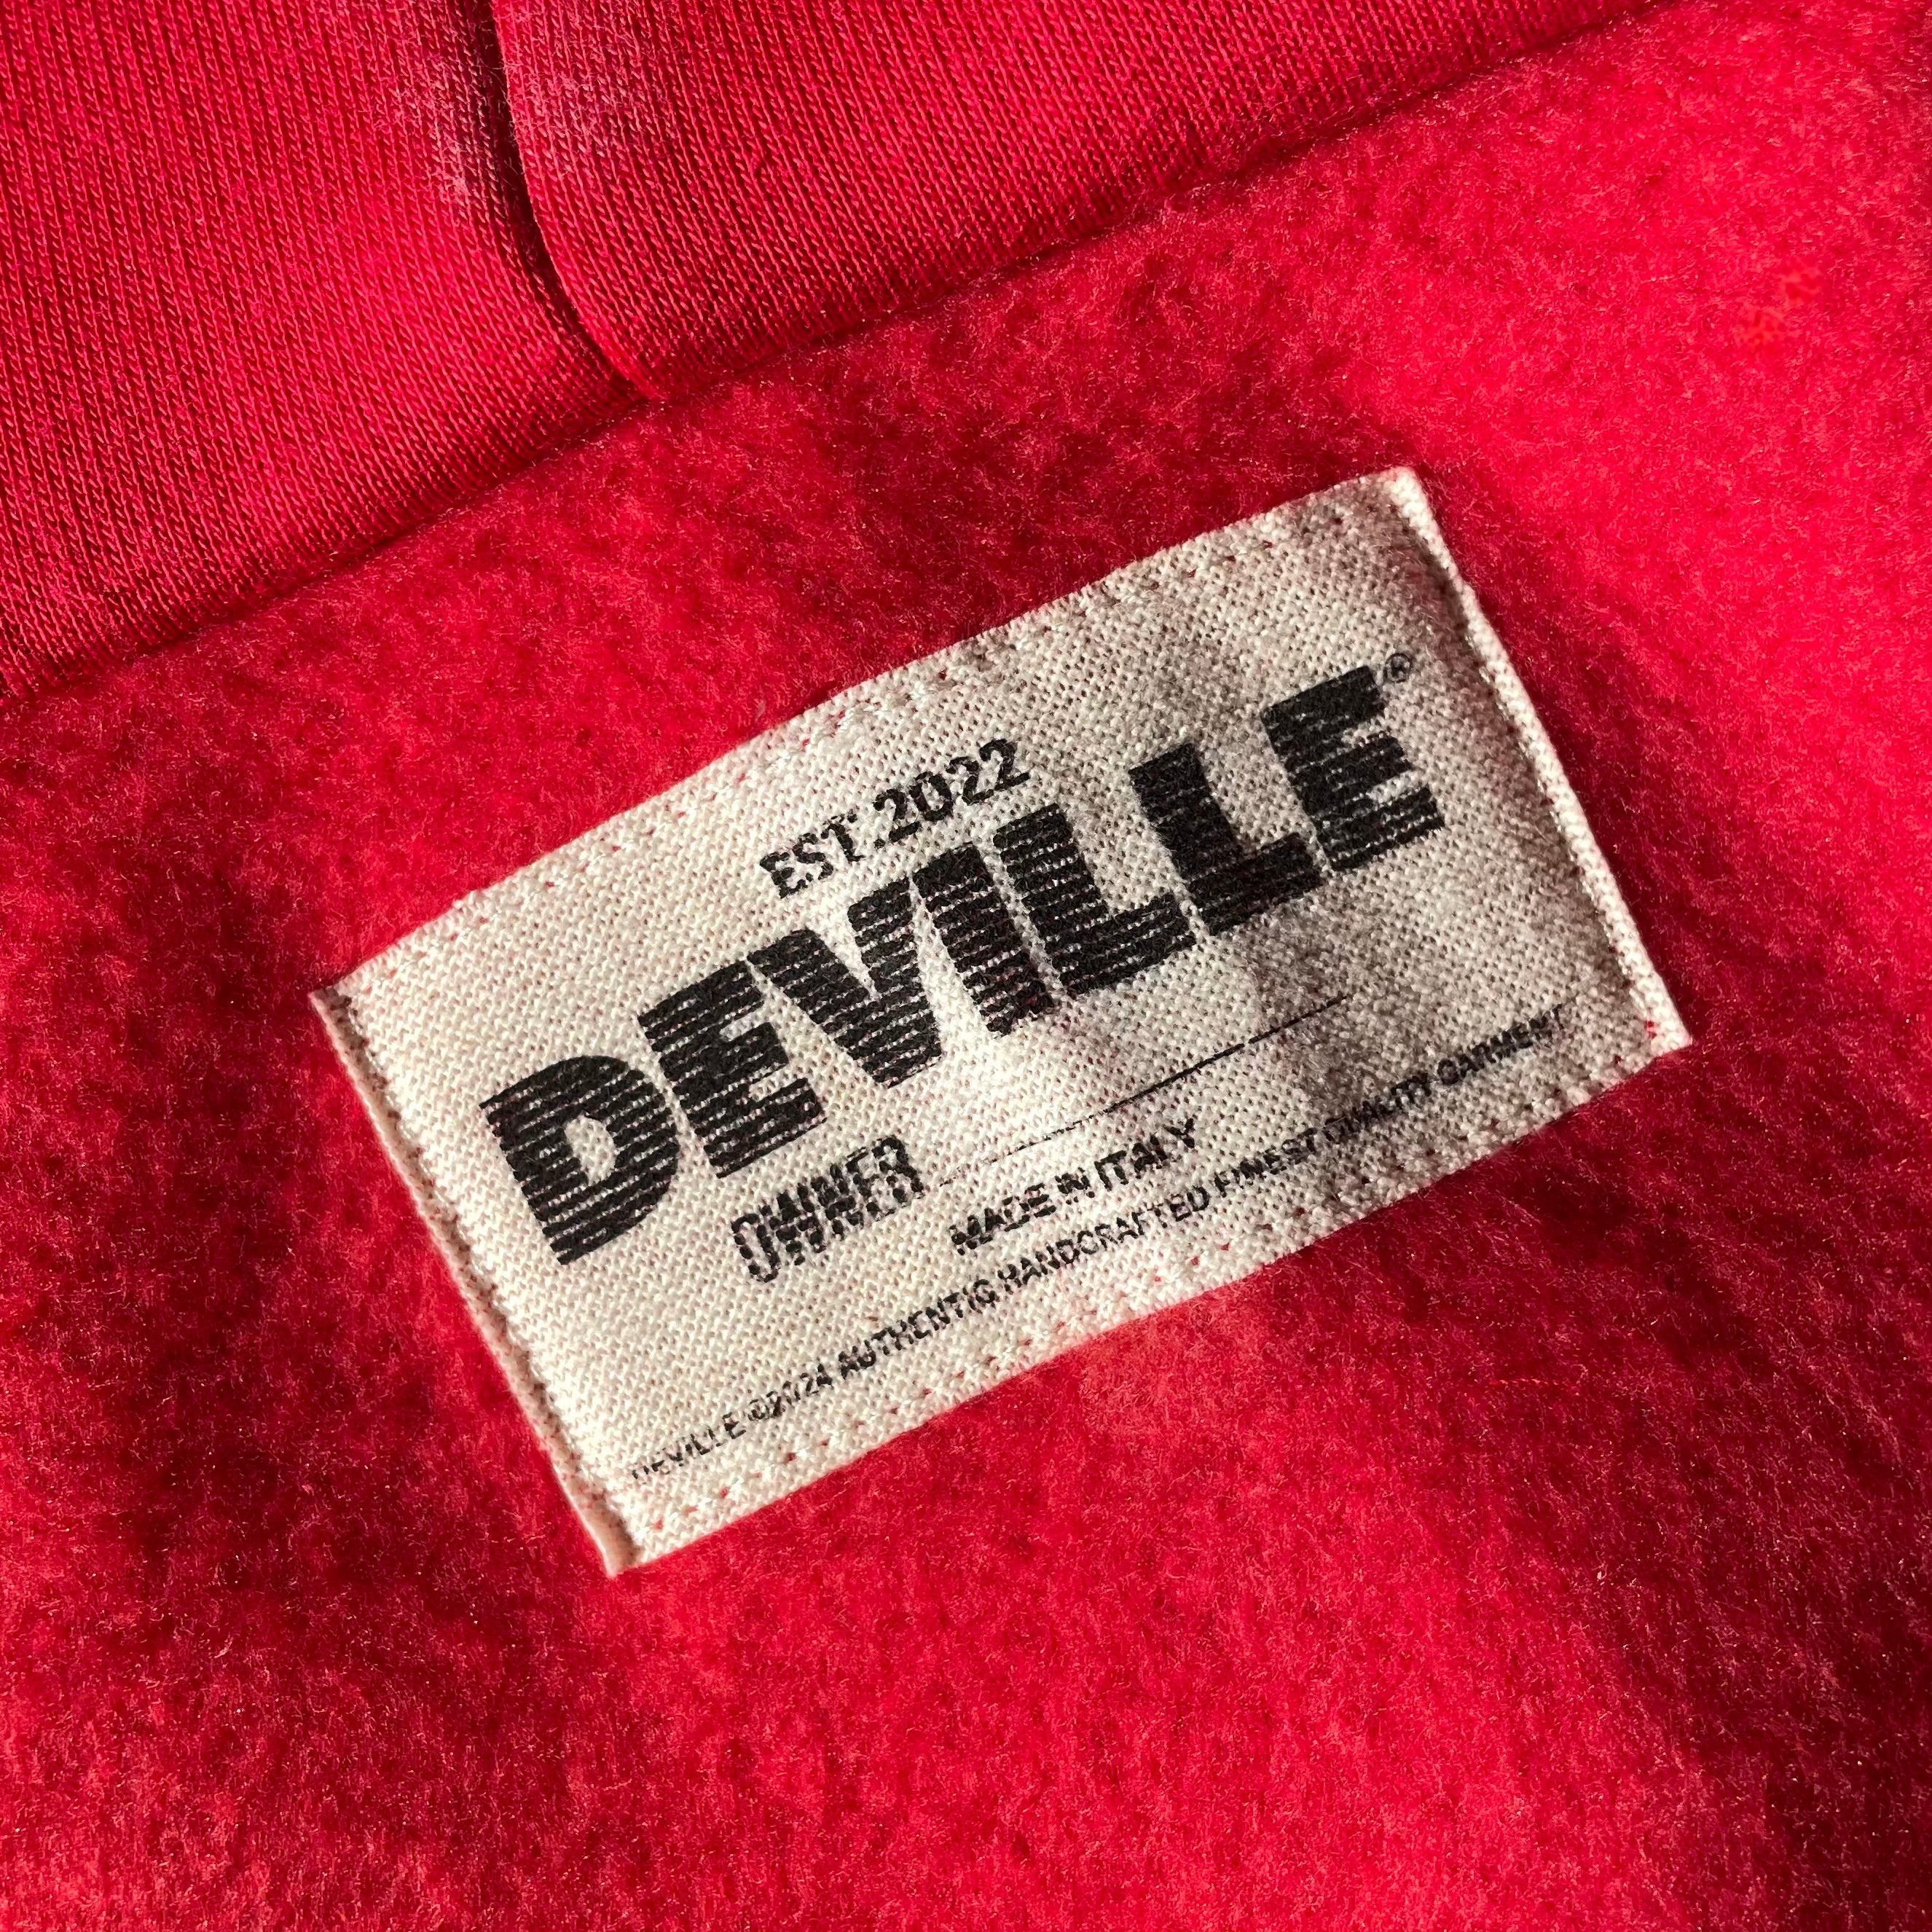 EST.2022
DEVILLE®
OWNER
MADE IN ITALY
DEVILLE ©2024 AUTHENTIC HANDCRAFTED FINEST QUALITY GARMENT